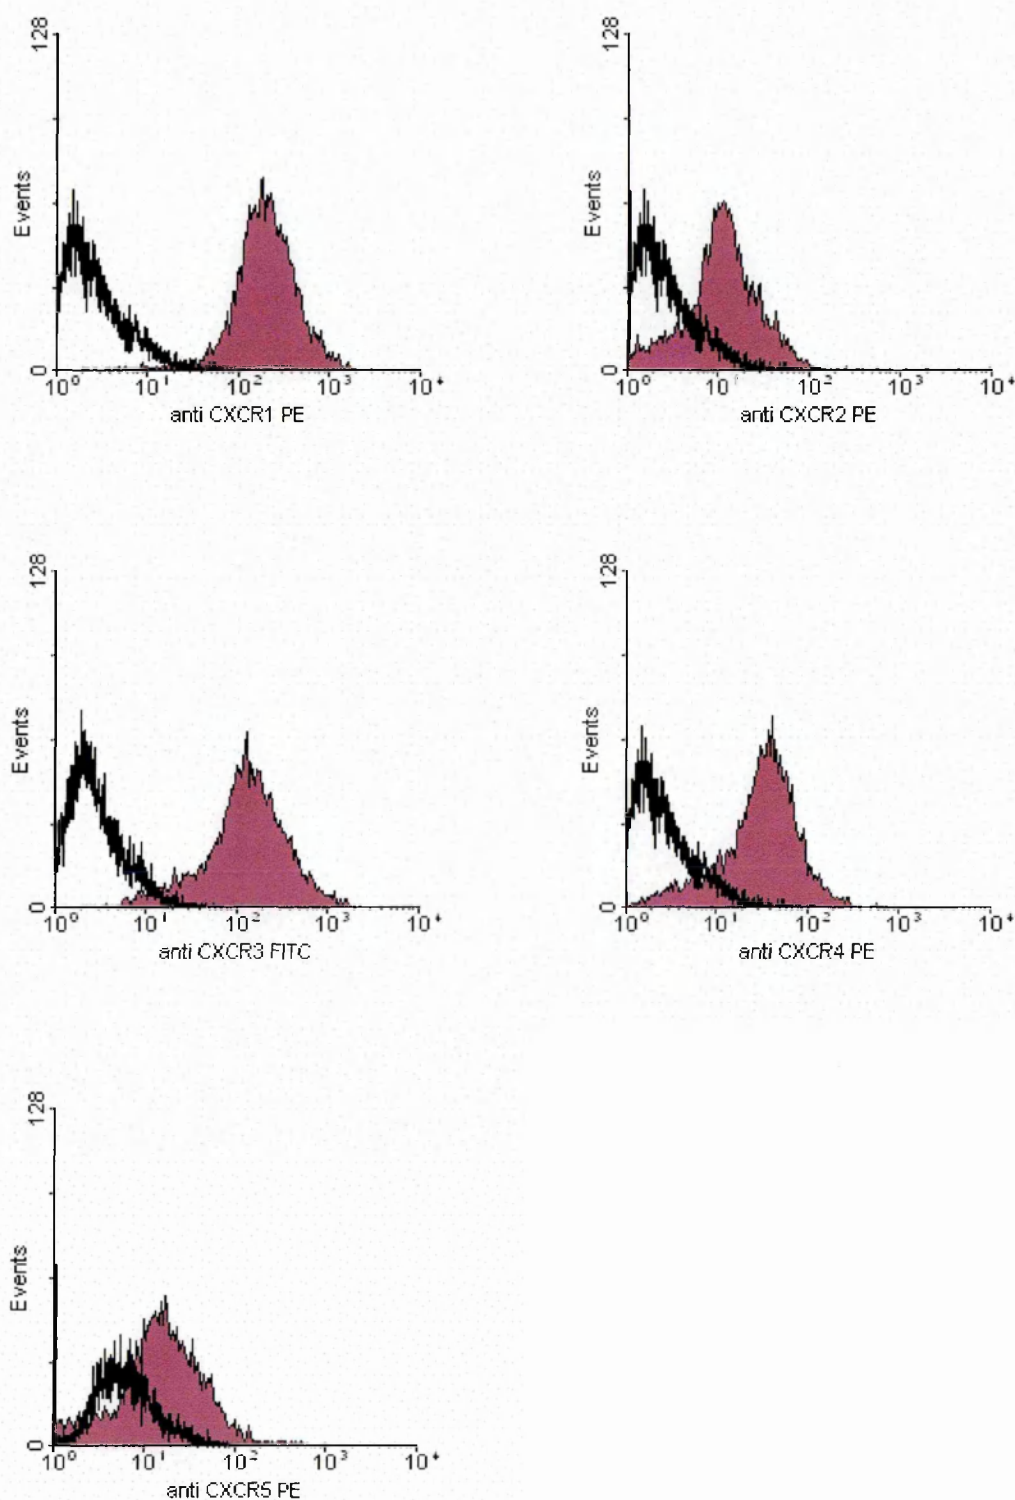 128
Events
0
10⁰ 10¹ 10² 10³ 10⁴
anti CXCR1 PE
128
Events
0
10⁰ 10¹ 10² 10³ 10⁴
anti CXCR2 PE
128
Events
0
10⁰ 10¹ 10² 10³ 10⁴
anti CXCR3 FITC
128
Events
0
10⁰ 10¹ 10² 10³ 10⁴
anti CXCR4 PE
128
Events
0
10⁰ 10¹ 10² 10³ 10⁴
anti CXCR5 PE